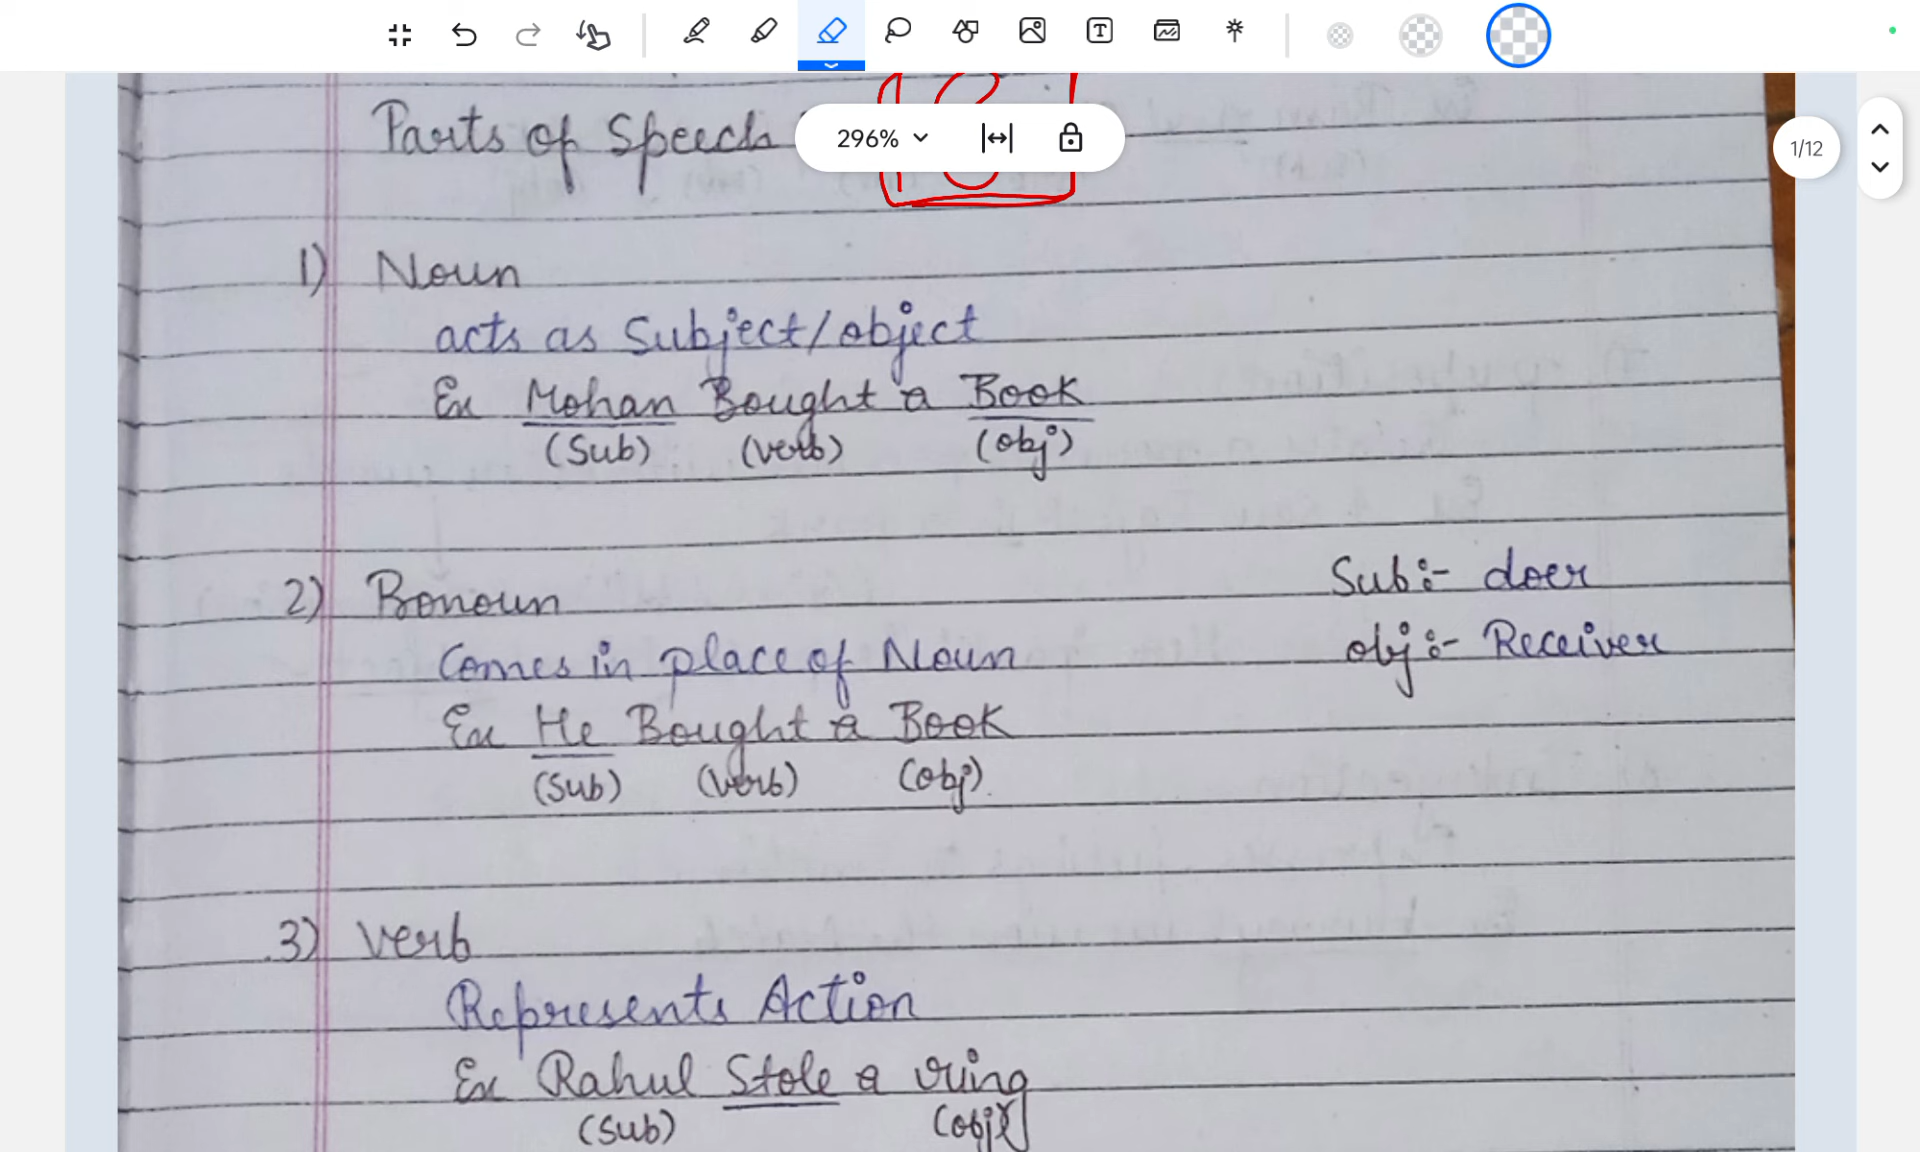 296%
1/12
Parts of Speech
1) Noun
acts as Subject/object
Ex Mohan Bought a Book
(Sub) (verb) (obj)
2) Pronoun
Comes in place of Noun
Ex He Bought a Book
(Sub) (verb) (obj)
Sub:- doer
obj:- Receiver
3) Verb
Represents Action
Ex Rahul Stole a ring
(Sub) (obj)